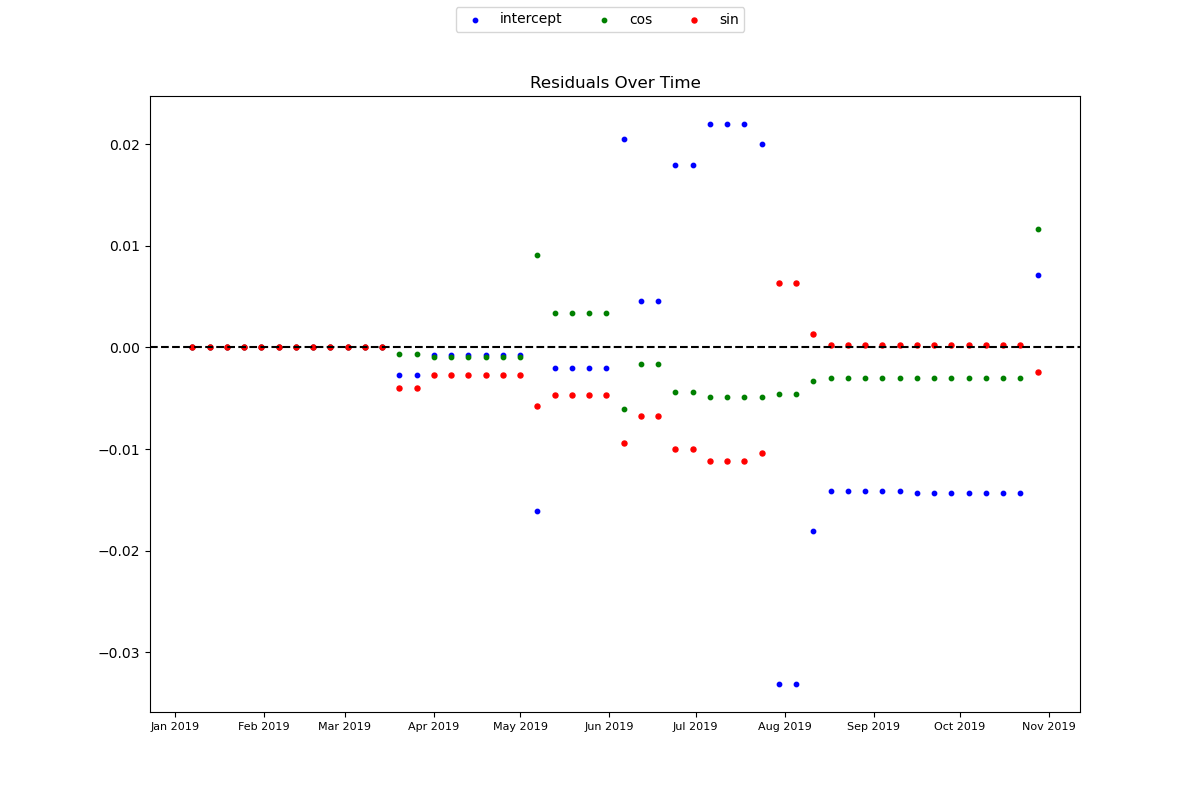 intercept cos sin
Residuals Over Time
0.02
0.01
0.00
−0.01
−0.02
−0.03
Jan 2019 Feb 2019 Mar 2019 Apr 2019 May 2019 Jun 2019 Jul 2019 Aug 2019 Sep 2019 Oct 2019 Nov 2019